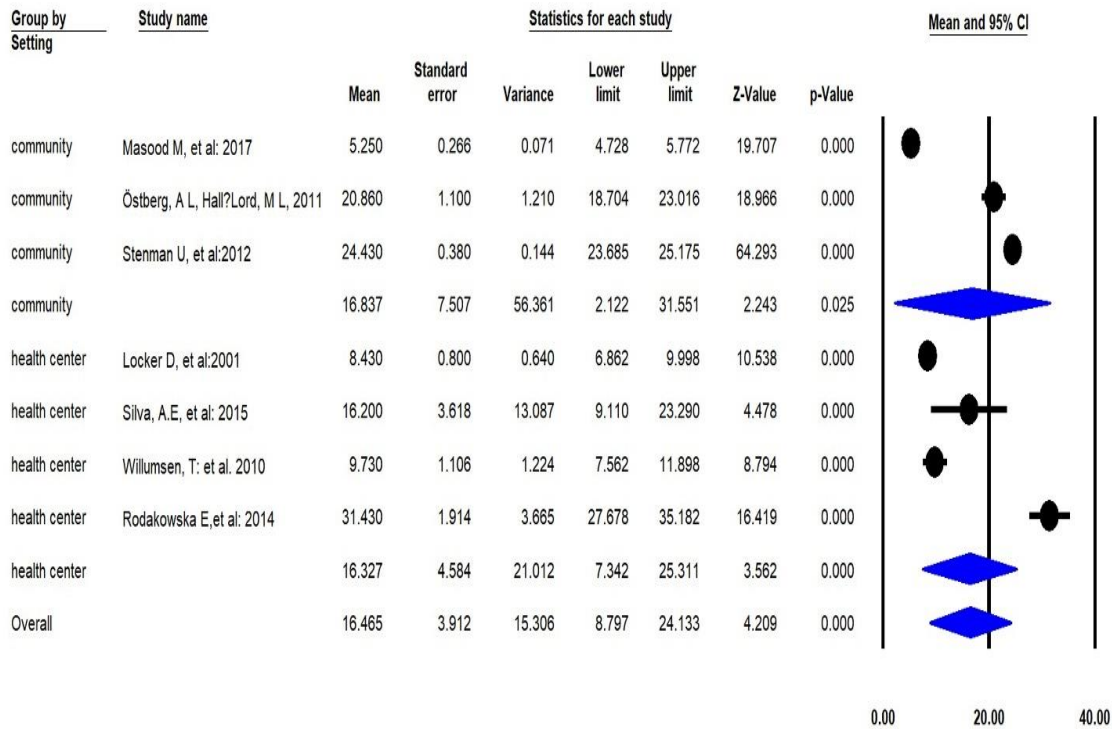 Group by Study name Statistics for each study Mean and 95% CI
Setting
Standard Lower Upper
Mean error Variance limit limit Z-Value p-Value
community Masood M, et al: 2017 5.250 0.266 0.071 4.728 5.772 19.707 0.000
community Östberg, A L, Hall?Lord, M L, 2011 20.860 1.100 1.210 18.704 23.016 18.966 0.000
community Stenman U, et al:2012 24.430 0.380 0.144 23.685 25.175 64.293 0.000
community 16.837 7.507 56.361 2.122 31.551 2.243 0.025
health center Locker D, et al:2001 8.430 0.800 0.640 6.862 9.998 10.538 0.000
health center Silva, A.E, et al: 2015 16.200 3.618 13.087 9.110 23.290 4.478 0.000
health center Willumsen, T: et al. 2010 9.730 1.106 1.224 7.562 11.898 8.794 0.000
health center Rodakowska E,et al: 2014 31.430 1.914 3.665 27.678 35.182 16.419 0.000
health center 16.327 4.584 21.012 7.342 25.311 3.562 0.000
Overall 16.465 3.912 15.306 8.797 24.133 4.209 0.000
0.00 20.00 40.00